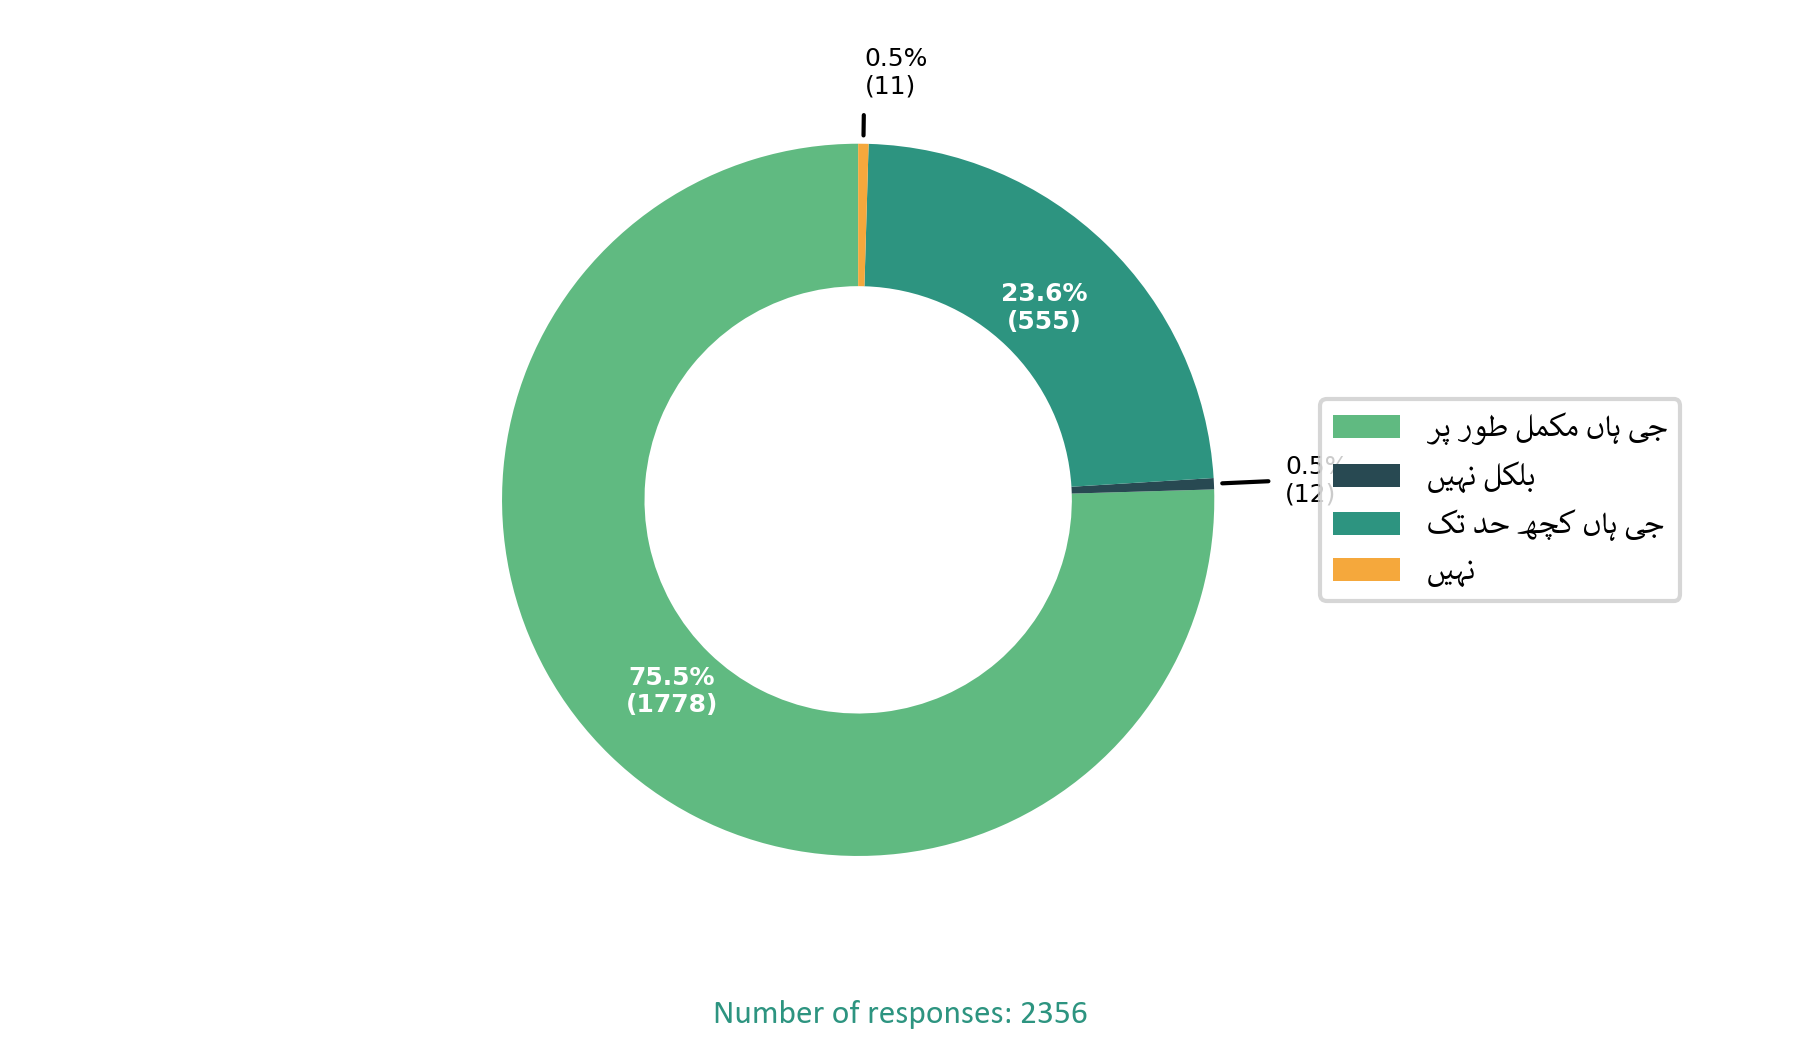 0.5%
(11)
23.6%
(555)
0.5%
(12)
75.5%
(1778)
جی ہاں مکمل طور پر
بلکل نہیں
جی ہاں کچھ حد تک
نہیں
Number of responses: 2356